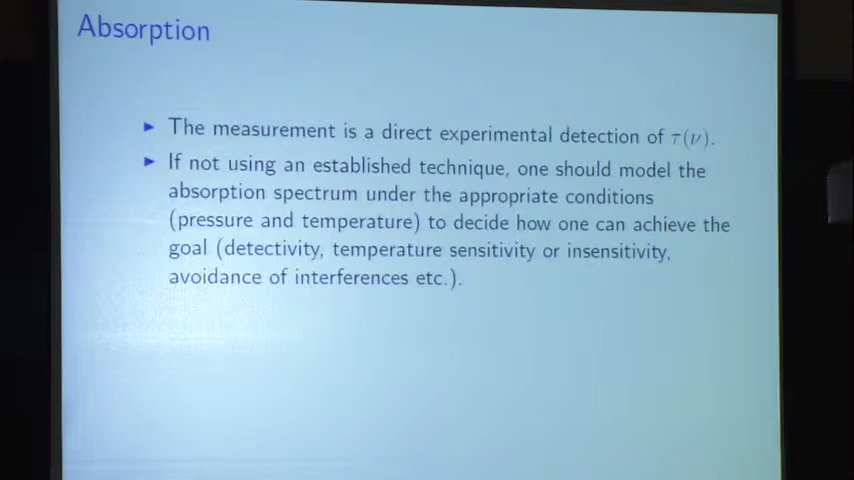 Absorption
► The measurement is a direct experimental detection of τ(ν).
► If not using an established technique, one should model the
absorption spectrum under the appropriate conditions
(pressure and temperature) to decide how one can achieve the
goal (detectivity, temperature sensitivity or insensitivity,
avoidance of interferences etc.).